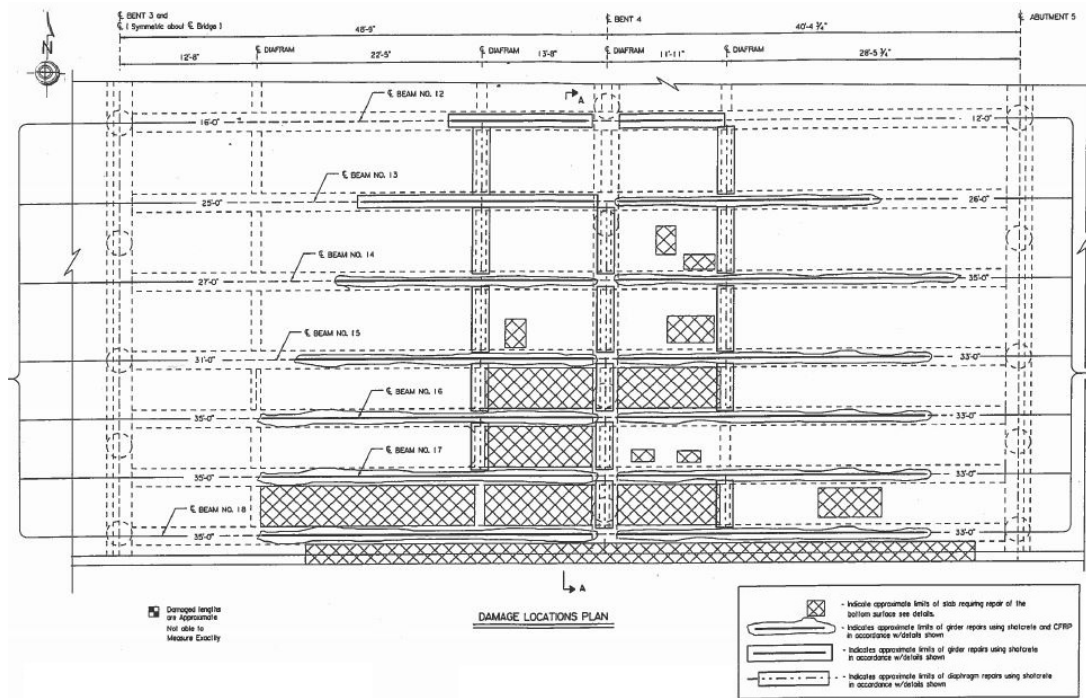 ℄ BENT 3 and
℄ ( Symmetric about ℄ Bridge)
48'-9"
℄ BENT 4
40'-4 3/4"
℄ ABUTMENT 5
N
12'-8"
℄ DIAFRAM
22'-5"
℄ DIAFRAM
13'-8"
11'-11"
℄ DIAFRAM
28'-5 3/4"
A
℄ BEAM NO. 12
16'-0"
12'-0"
℄ BEAM NO. 13
25'-0"
26'-0"
℄ BEAM NO. 14
27'-0"
35'-0"
℄ BEAM NO. 15
31'-0"
33'-0"
℄ BEAM NO. 16
35'-0"
33'-0"
℄ BEAM NO. 17
35'-0"
33'-0"
℄ BEAM NO. 18
35'-0"
33'-0"
A
Damaged lengths
are Approximate
Not able to
Measure Exactly
DAMAGE LOCATIONS PLAN
- Indicate approximate limits of slab requiring repair of the
bottom surface see details.
- Indicates approximate limits of girder repairs using shotcrete and CFRP
in accordance w/details shown
- Indicates approximate limits of girder repairs using shotcrete
in accordance w/details shown
- Indicates approximate limits of diaphragm repairs using shotcrete
in accordance w/details shown